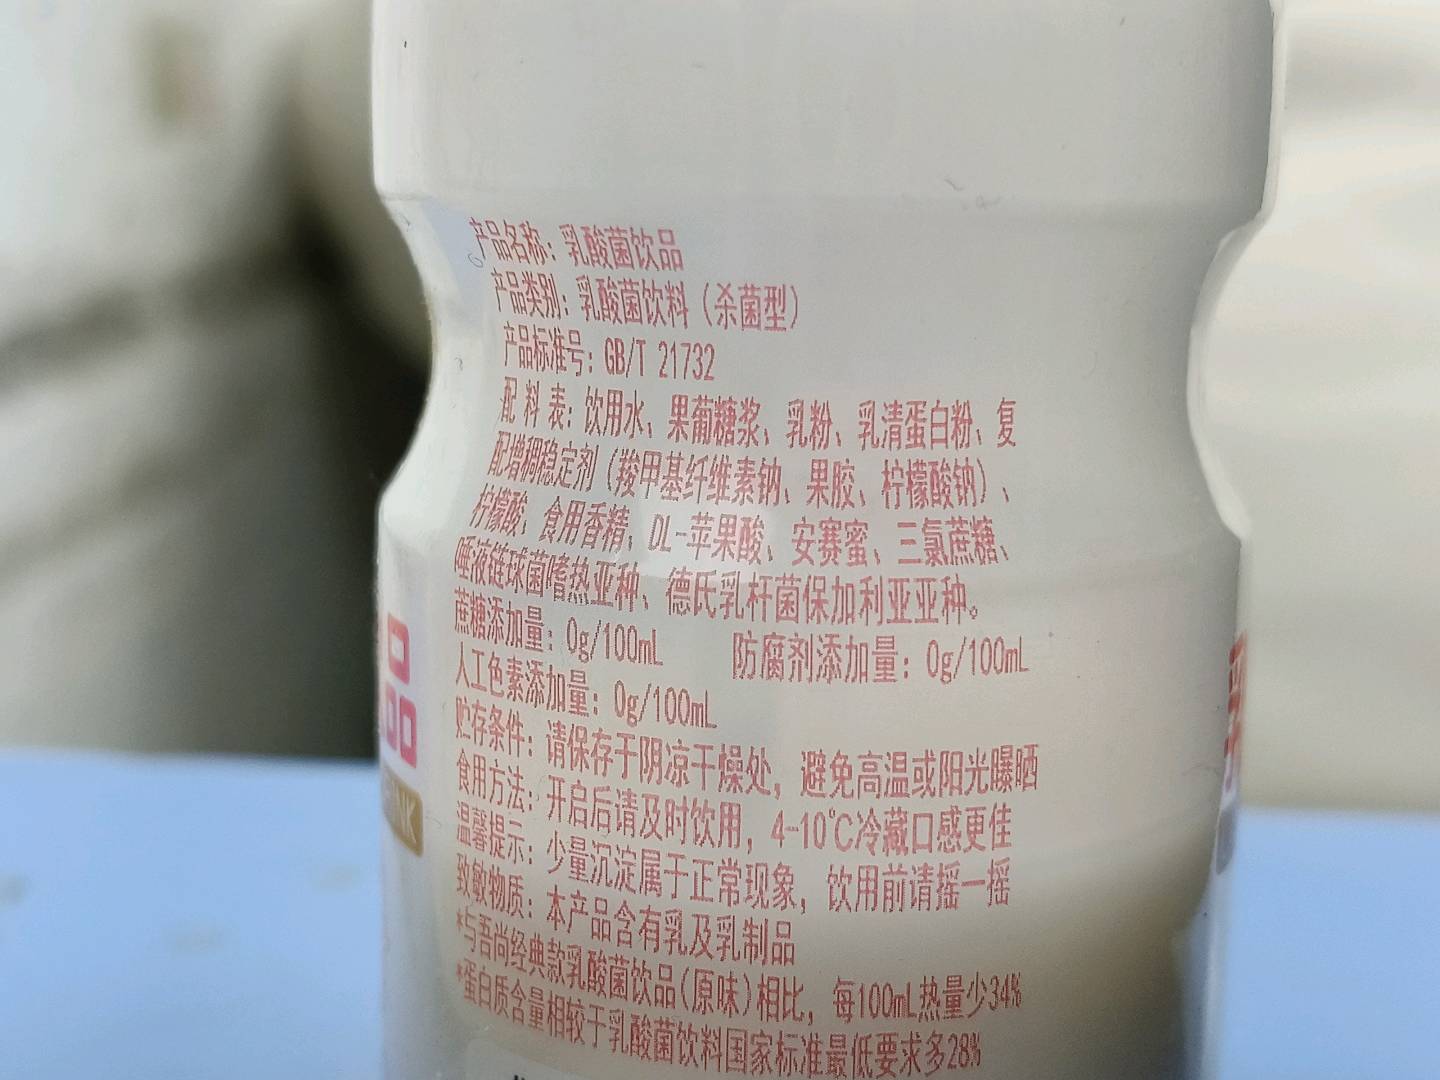 产品名称：乳酸菌饮品
产品类别：乳酸菌饮料（杀菌型）
产品标准号：GB/T 21732
配 料 表：饮用水、果葡糖浆、乳粉、乳清蛋白粉、复
配增稠稳定剂（羧甲基纤维素钠、果胶、柠檬酸钠）、
柠檬酸、食用香精、DL-苹果酸、安赛蜜、三氯蔗糖、
唾液链球菌嗜热亚种、德氏乳杆菌保加利亚亚种。
蔗糖添加量：0g/100mL 防腐剂添加量：0g/100mL
人工色素添加量：0g/100mL
贮存条件：请保存于阴凉干燥处，避免高温或阳光曝晒
食用方法：开启后请及时饮用，4-10℃冷藏口感更佳
温馨提示：少量沉淀属于正常现象，饮用前请摇一摇
致敏物质：本产品含有乳及乳制品
*与吾尚经典款乳酸菌饮品(原味)相比，每100mL热量少34%
*蛋白质含量相较于乳酸菌饮料国家标准最低要求多28%
品